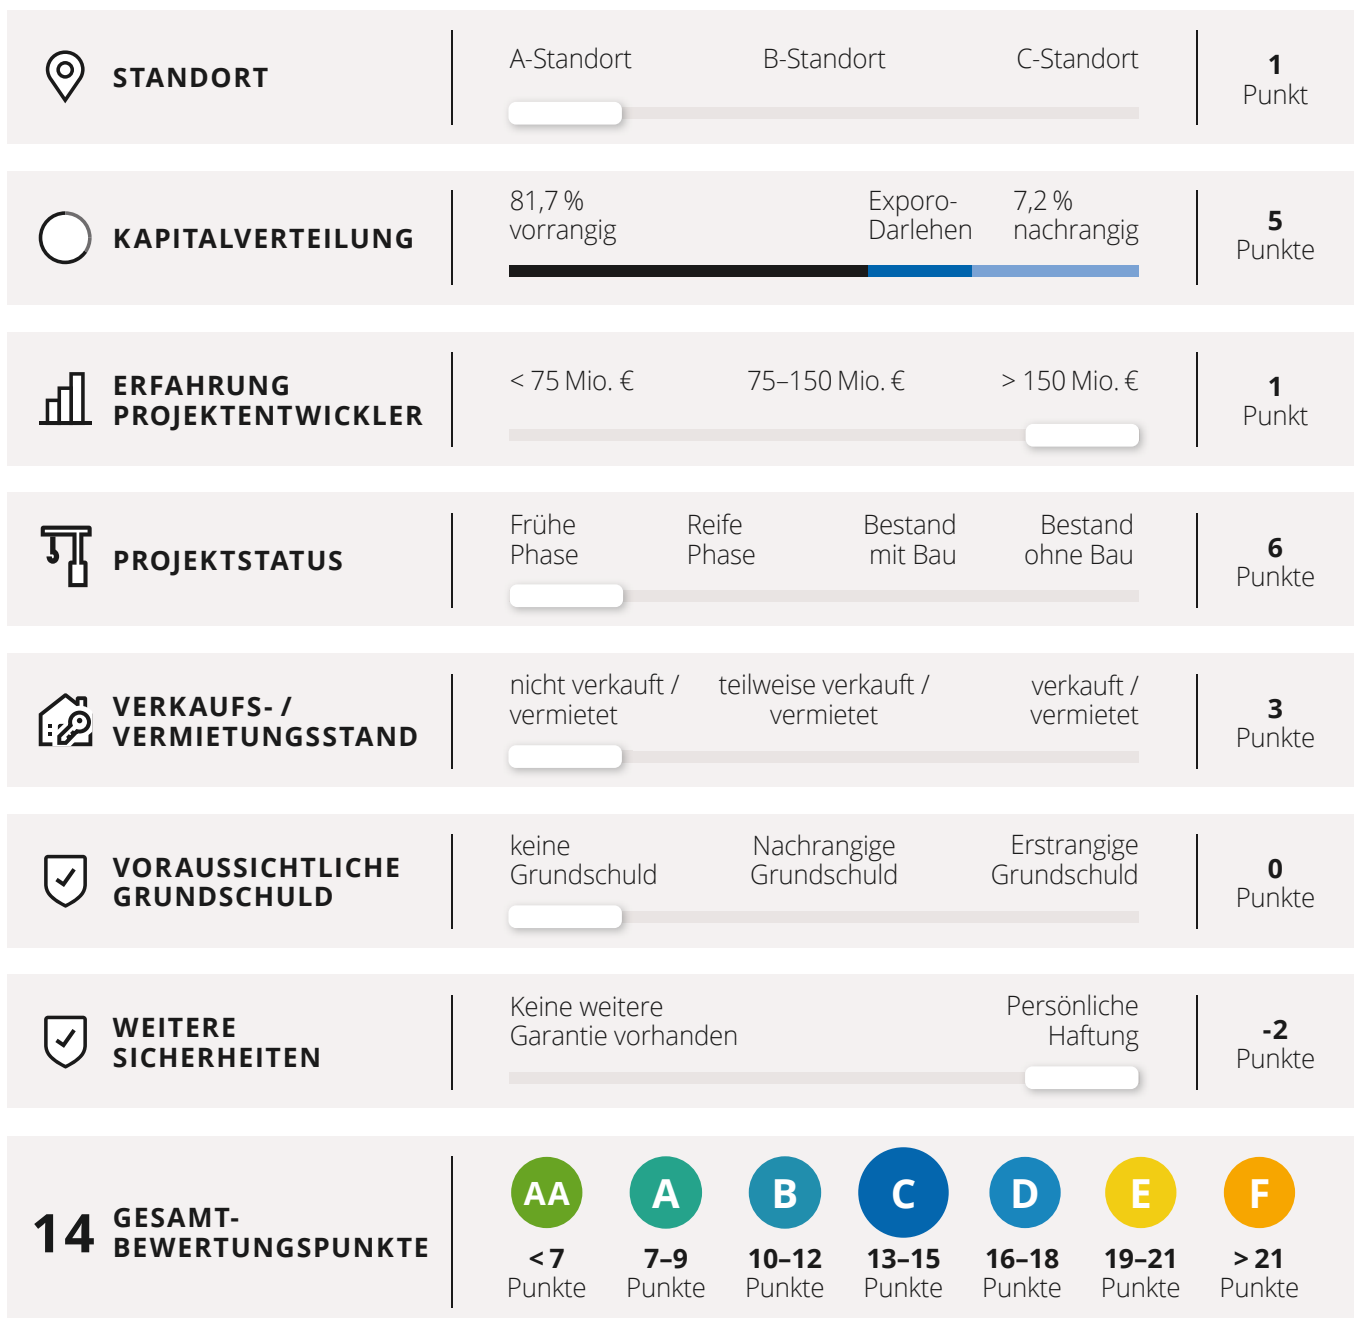 STANDORT
A-Standort
B-Standort
C-Standort
1
Punkt
KAPITALVERTEILUNG
81,7 %
vorrangig
Exporo-
Darlehen
7,2 %
nachrangig
5
Punkte
ERFAHRUNG
PROJEKTENTWICKLER
< 75 Mio. €
75–150 Mio. €
> 150 Mio. €
1
Punkt
PROJEKTSTATUS
Frühe
Phase
Reife
Phase
Bestand
mit Bau
Bestand
ohne Bau
6
Punkte
VERKAUFS- /
VERMIETUNGSSTAND
nicht verkauft /
vermietet
teilweise verkauft /
vermietet
verkauft /
vermietet
3
Punkte
VORAUSSICHTLICHE
GRUNDSCHULD
keine
Grundschuld
Nachrangige
Grundschuld
Erstrangige
Grundschuld
0
Punkte
WEITERE
SICHERHEITEN
Keine weitere
Garantie vorhanden
Persönliche
Haftung
-2
Punkte
14
GESAMT-
BEWERTUNGSPUNKTE
AA
< 7
Punkte
A
7–9
Punkte
B
10–12
Punkte
C
13–15
Punkte
D
16–18
Punkte
E
19–21
Punkte
F
> 21
Punkte